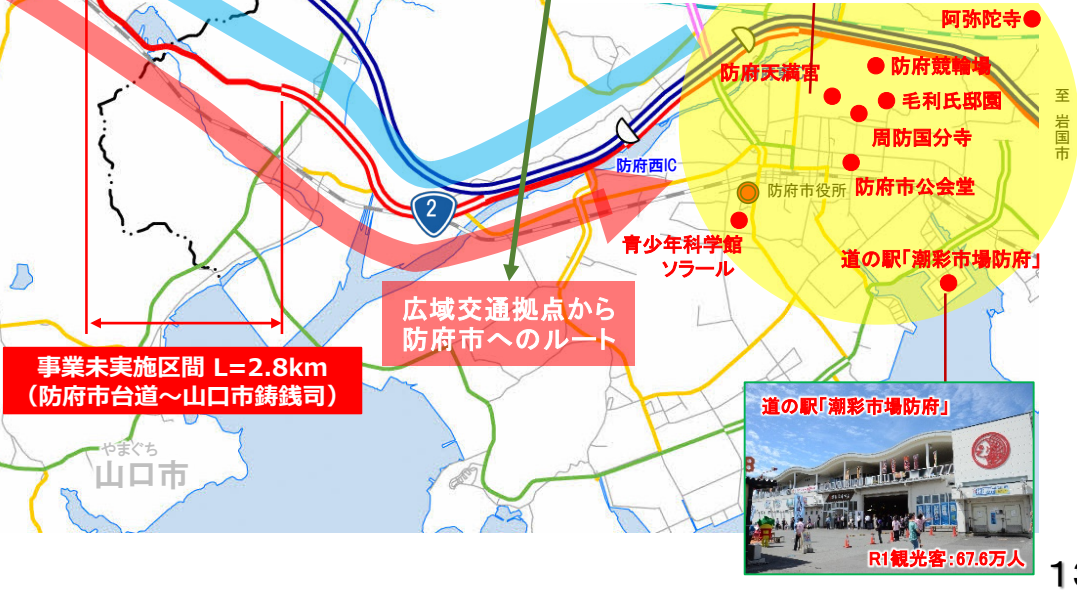 阿弥陀寺
防府天満宮
防府競輪場
毛利氏邸園
周防国分寺
至 岩国市
防府西IC
防府市役所
防府市公会堂
2
青少年科学館
ソラール
道の駅「潮彩市場防府」
広域交通拠点から
防府市へのルート
事業未実施区間 L=2.8km
(防府市台道～山口市鋳銭司)
やまぐち
山口市
道の駅「潮彩市場防府」
R1観光客:67.6万人